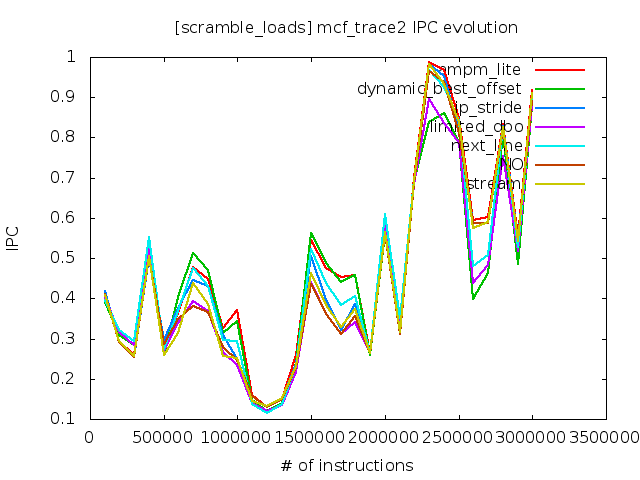 [scramble_loads] mcf_trace2 IPC evolution
1
0.9
0.8
0.7
0.6
0.5
0.4
0.3
0.2
0.1
IPC
ampm_lite
dynamic_best_offset
ip_stride
limited_obo
next_line
NO
stream
0 500000 1000000 1500000 2000000 2500000 3000000 3500000
# of instructions